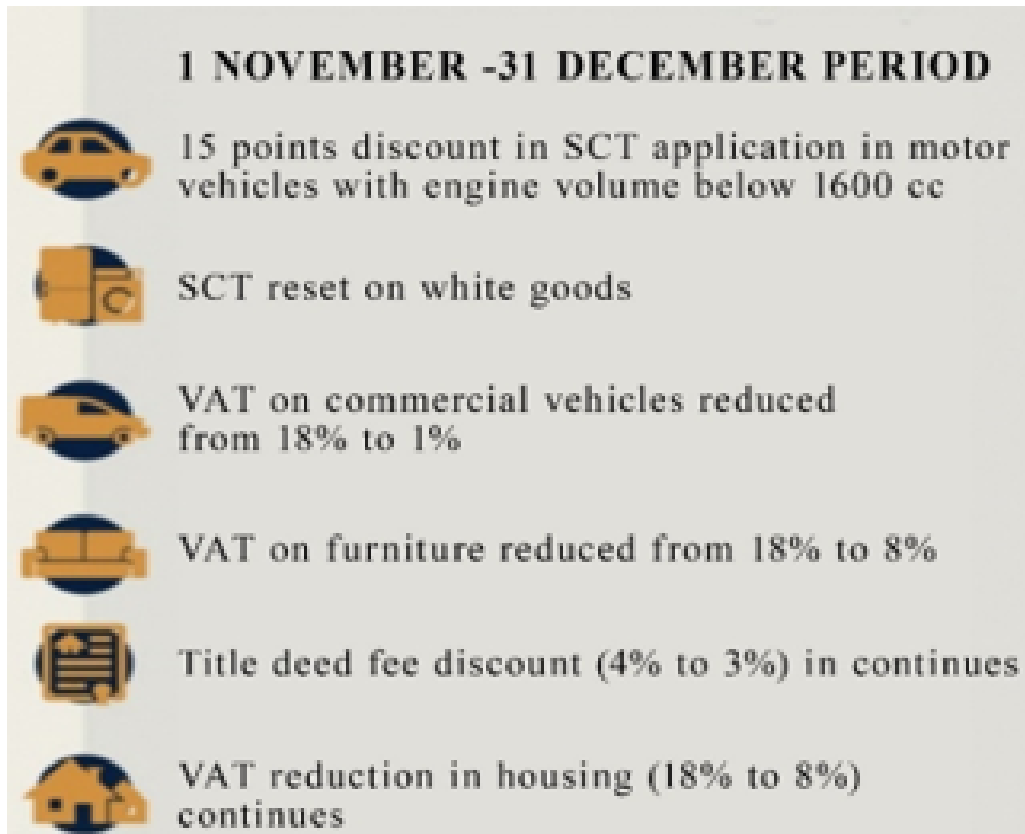 1 NOVEMBER -31 DECEMBER PERIOD
15 points discount in SCT application in motor
vehicles with engine volume below 1600 cc
SCT reset on white goods
VAT on commercial vehicles reduced
from 18% to 1%
VAT on furniture reduced from 18% to 8%
Title deed fee discount (4% to 3%) in continues
VAT reduction in housing (18% to 8%)
continues